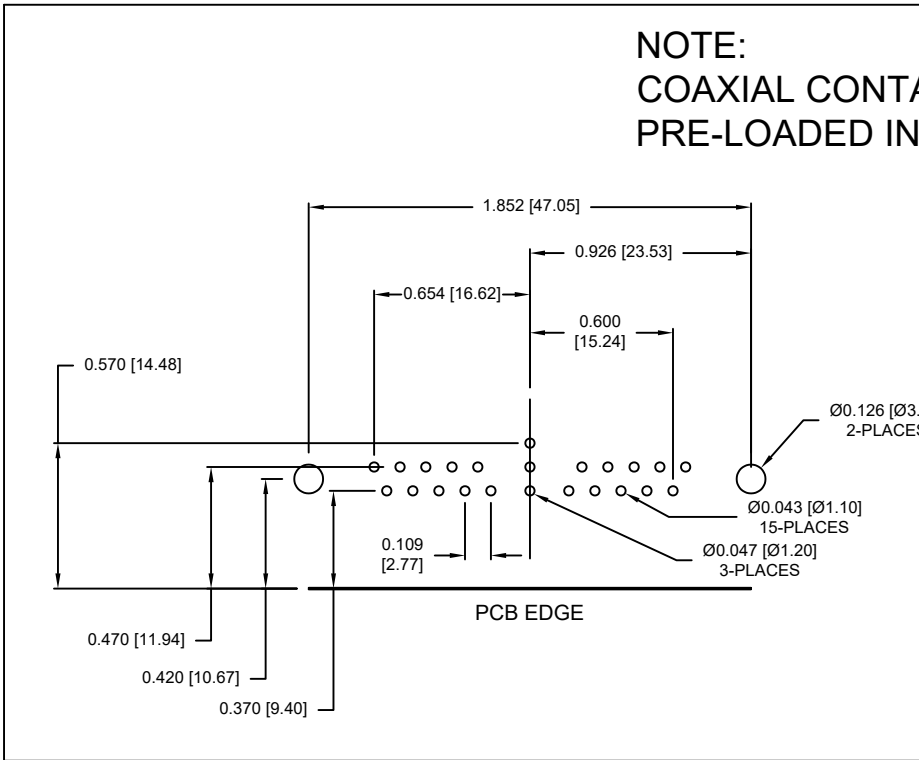 NOTE:
COAXIAL
PRE-LOADED IN
1.852 [47.05]
0.926 [23.53]
0.654 [16.62]
0.600
[15.24]
0.570 [14.48]
Ø0.126
2-PLACES
Ø0.043 [Ø1.10]
15-PLACES
0.109
[2.77]
Ø0.047 [Ø1.20]
3-PLACES
PCB EDGE
0.470 [11.94]
0.420 [10.67]
0.370 [9.40]